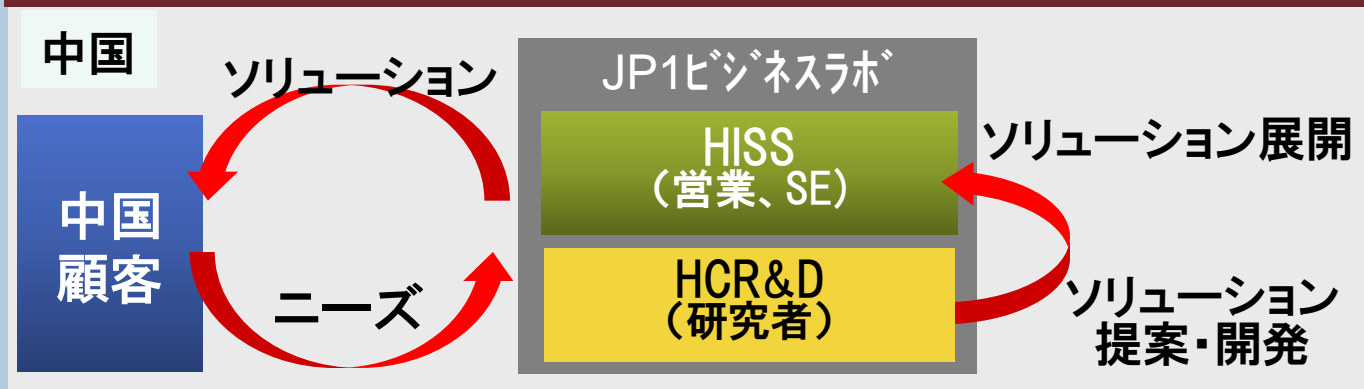 中国
ソリューション
JP1ﾋﾞｼﾞﾈｽﾗﾎﾞ
HISS
（営業、SE）
ソリューション展開
中国
顧客
ニーズ
HCR&D
（研究者）
ソリューション
提案・開発